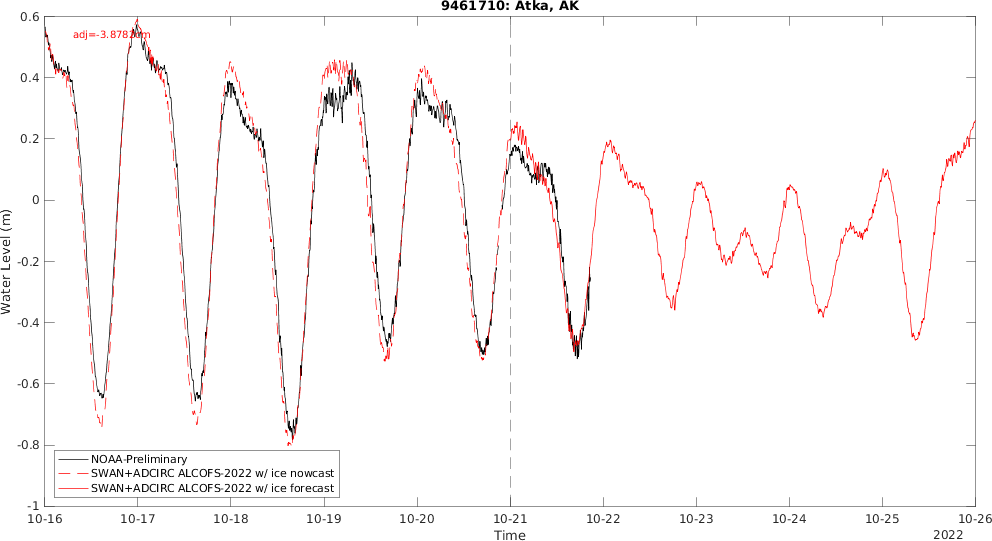 9461710: Atka, AK
0.6
0.4
0.2
0
-0.2
-0.4
-0.6
-0.8
-1
Water Level (m)
NOAA-Preliminary
SWAN+ADCIRC ALCOFS-2022 w/ ice nowcast
SWAN+ADCIRC ALCOFS-2022 w/ ice forecast
10-16 10-17 10-18 10-19 10-20 10-21 10-22 10-23 10-24 10-25 10-26
Time
2022